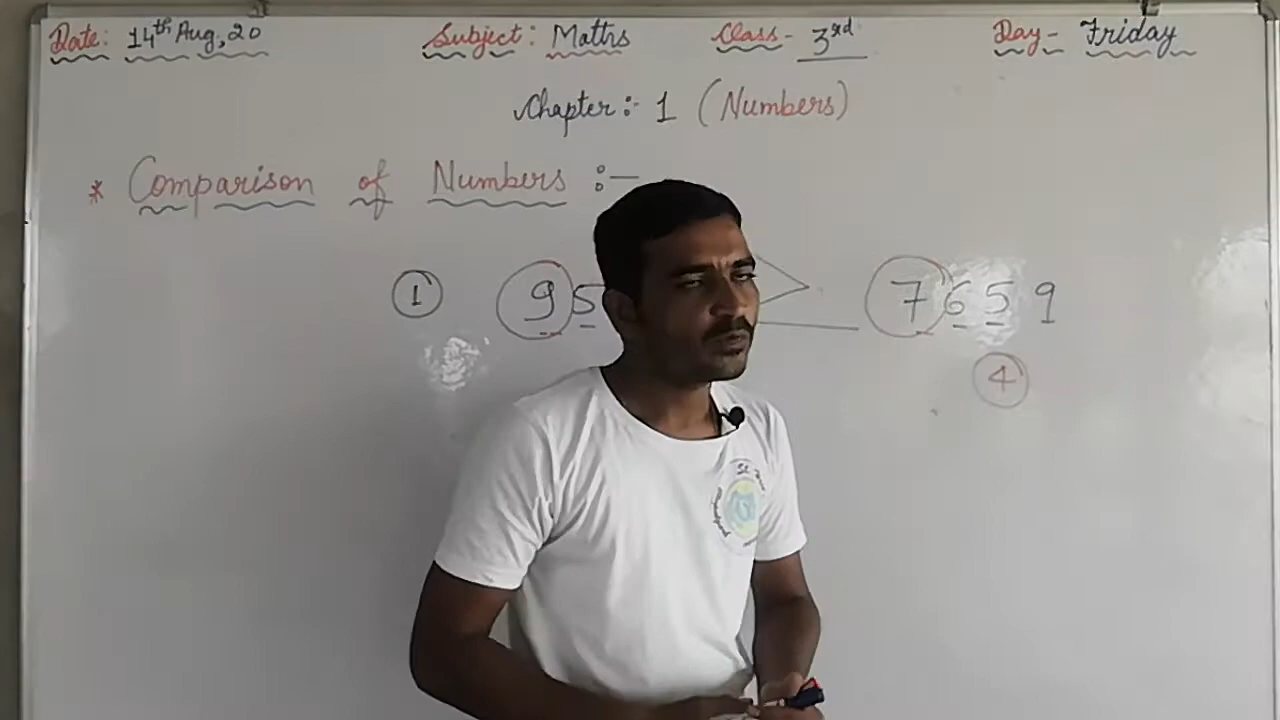 Date: 14th Aug, 20 Subject: Maths Class- 3rd Day- Friday
Chapter:- 1 (Numbers)
* Comparison of Numbers :-
1 95 > 7659
4